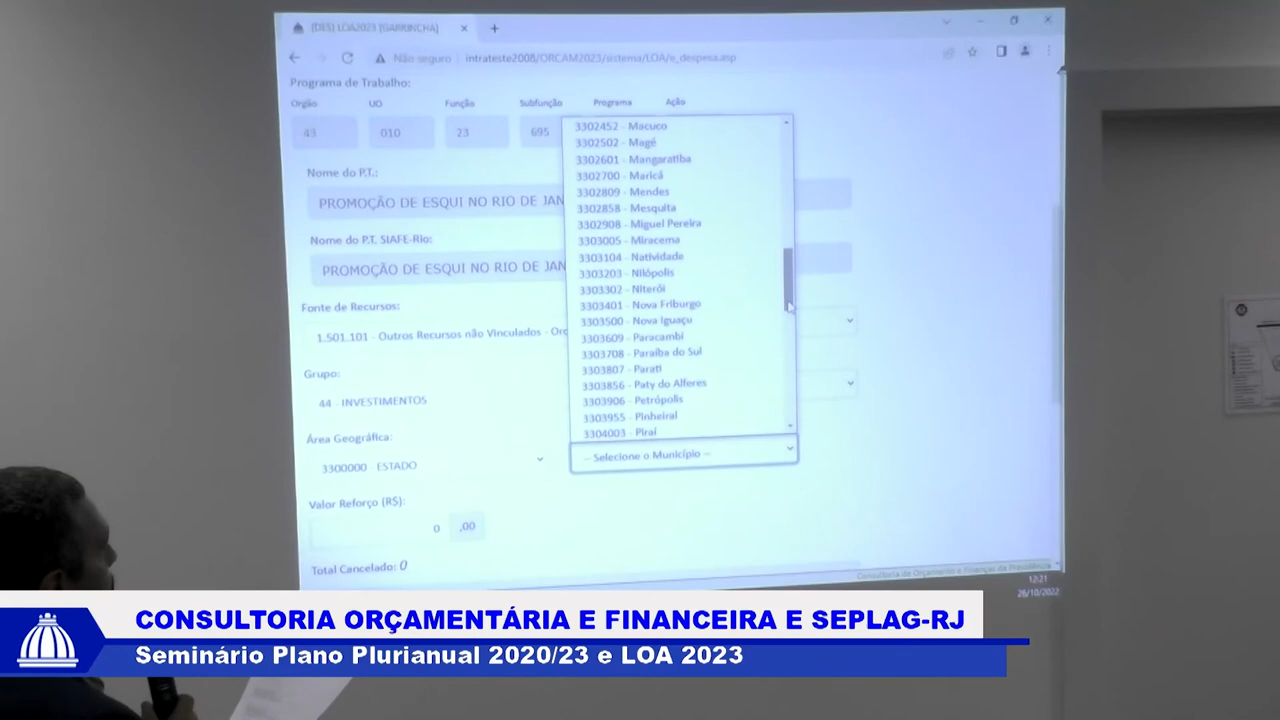 (DES) LOA2023 [GARRINCHA]
Não seguro intrateste2008/ORCAM2023/sistema/LOA/e_despesa.asp
Programa de Trabalho:
Orgão UO Função Subfunção Programa Ação
43 010 23 695
Nome do P.T.:
PROMOÇÃO DE ESQUI NO RIO DE JAN
Nome do P.T. SIAFE-Rio:
PROMOÇÃO DE ESQUI NO RIO DE JAN
Fonte de Recursos:
1.501.101 - Outros Recursos não Vinculados - Orç
Grupo:
44 - INVESTIMENTOS
Área Geográfica:
3300000 - ESTADO
3302452 - Macuco
3302502 - Magé
3302601 - Mangaratiba
3302700 - Maricá
3302809 - Mendes
3302858 - Mesquita
3302908 - Miguel Pereira
3303005 - Miracema
3303104 - Natividade
3303203 - Nilópolis
3303302 - Niterói
3303401 - Nova Friburgo
3303500 - Nova Iguaçu
3303609 - Paracambi
3303708 - Paraíba do Sul
3303807 - Parati
3303856 - Paty do Alferes
3303906 - Petrópolis
3303955 - Pinheiral
3304003 - Piraí
-- Selecione o Município --
Valor Reforço (R$):
0 ,00
Total Cancelado: 0
Consultoria de Orçamento e Finanças da Presidência
12:21
26/10/2022
CONSULTORIA ORÇAMENTÁRIA E FINANCEIRA E SEPLAG-RJ
Seminário Plano Plurianual 2020/23 e LOA 2023